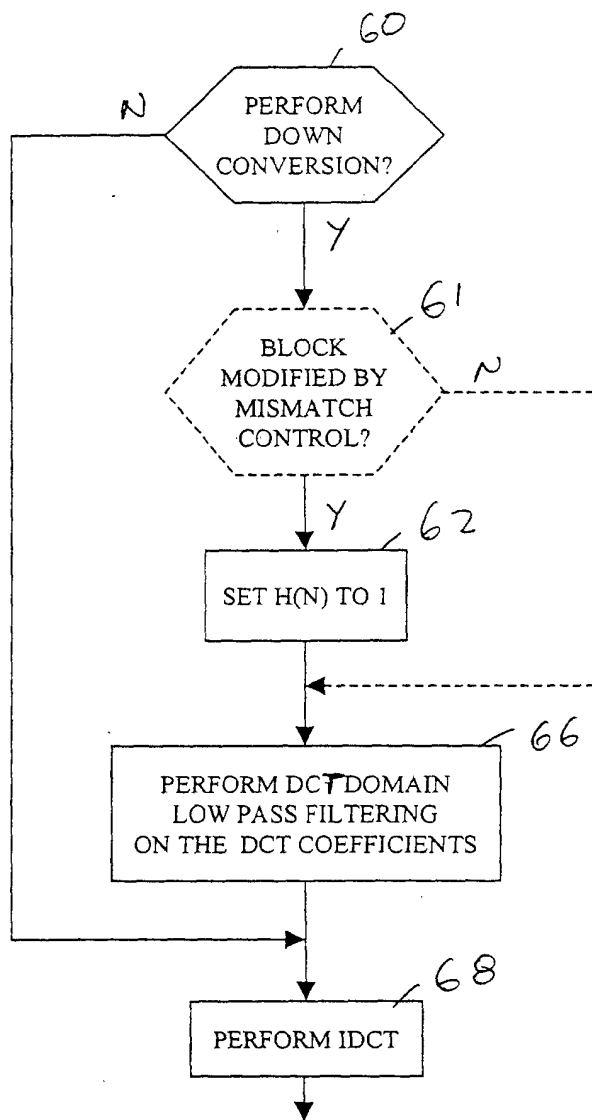 60
N
PERFORM
DOWN
CONVERSION?
Y
61
BLOCK
MODIFIED BY
MISMATCH
CONTROL?
N
Y
62
SET H(N) TO 1
66
PERFORM DCT DOMAIN
LOW PASS FILTERING
ON THE DCT COEFFICIENTS
68
PERFORM IDCT